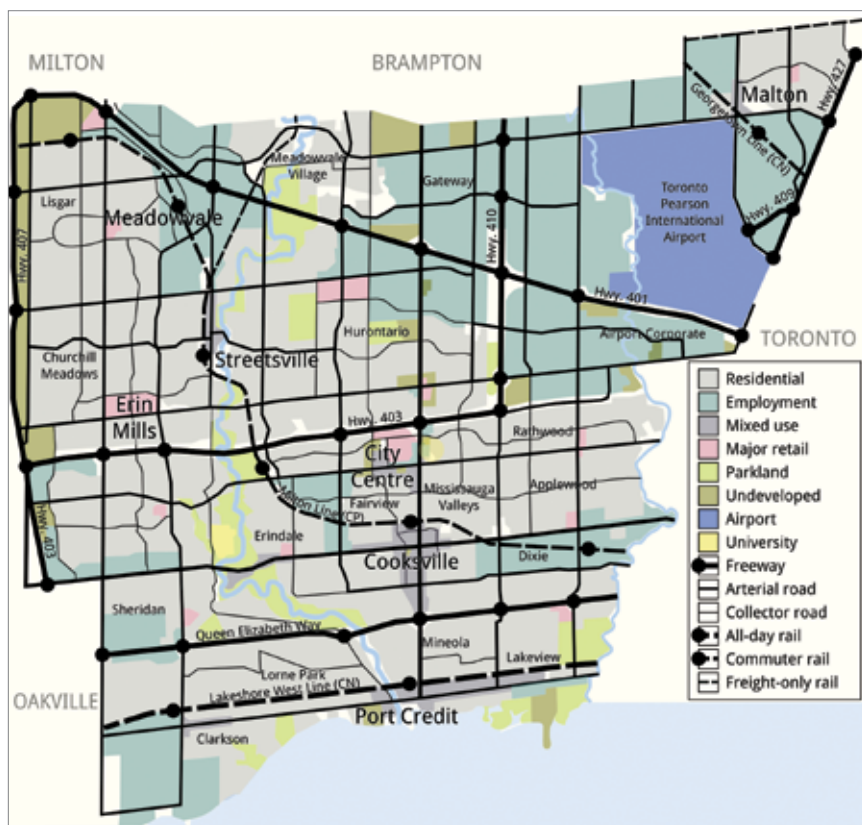 MILTON
BRAMPTON
Malton
Hwy. 427
Georgetown Line (CN)
Meadowvale
Village
Gateway
Toronto
Pearson
International
Airport
Hwy. 409
Lisgar
Meadowvale
Hwy. 407
Hwy. 410
Hwy. 401
Hurontario
Airport Corporate
TORONTO
Churchill
Meadows
Streetsville
Erin
Mills
Hwy. 403
Rathwood
City
Centre
Milton Line (CP)
Fairview
Mississauga
Valleys
Applewood
Hwy. 403
Erindale
Cooksville
Dixie
Sheridan
Queen Elizabeth Way
Mineola
Lorne Park
Lakeview
OAKVILLE
Lakeshore West Line (CN)
Port Credit
Clarkson
Residential
Employment
Mixed use
Major retail
Parkland
Undeveloped
Airport
University
Freeway
Arterial road
Collector road
All-day rail
Commuter rail
Freight-only rail